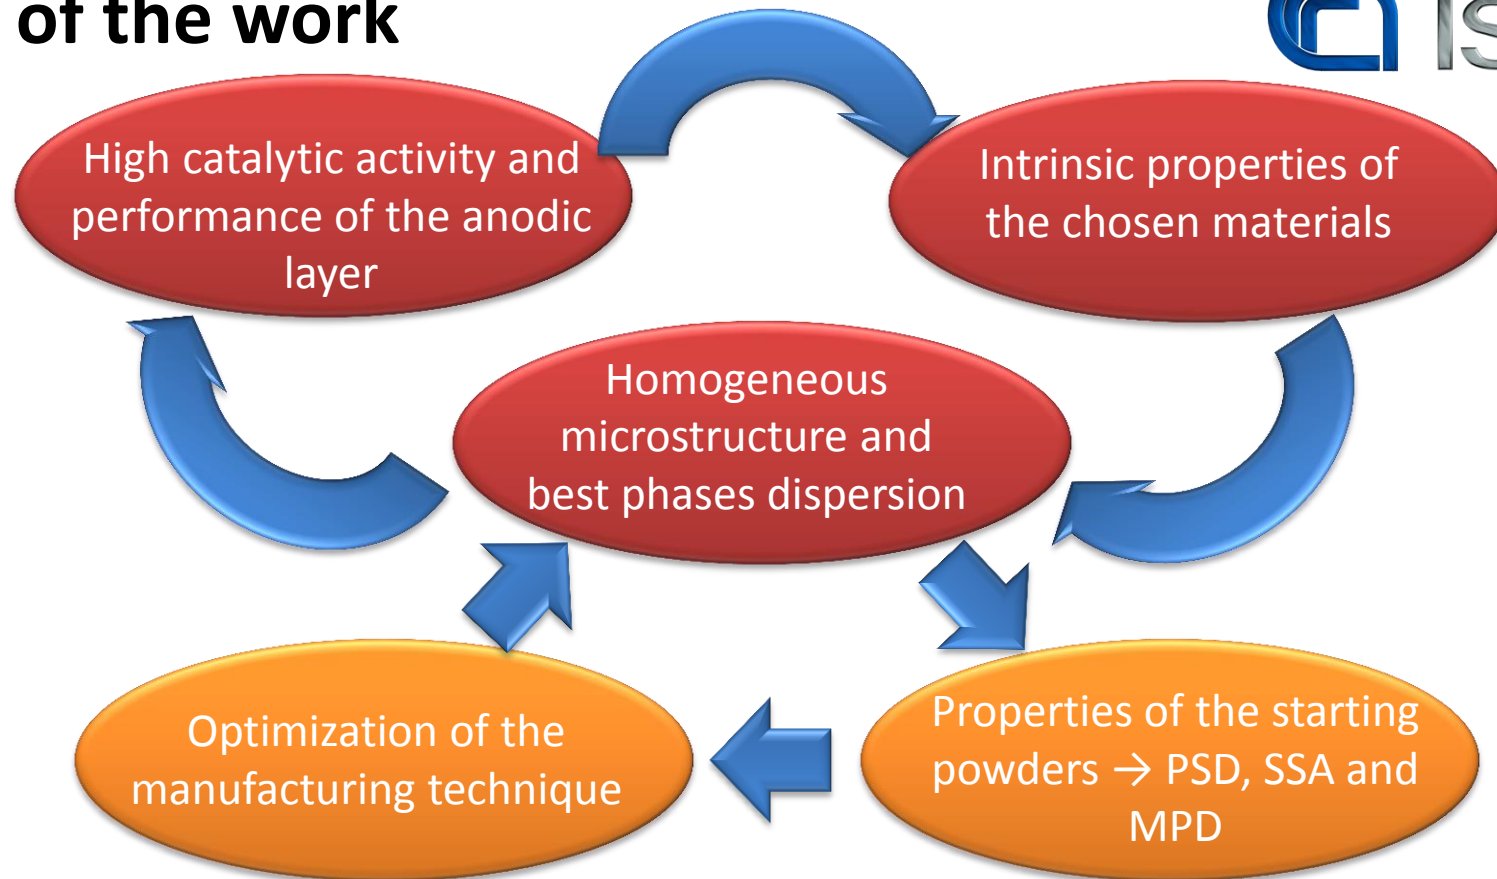 of the work
High catalytic activity and
performance of the anodic
layer
Intrinsic properties of
the chosen materials
Homogeneous
microstructure and
best phases dispersion
Optimization of the
manufacturing technique
Properties of the starting
powders → PSD, SSA and
MPD